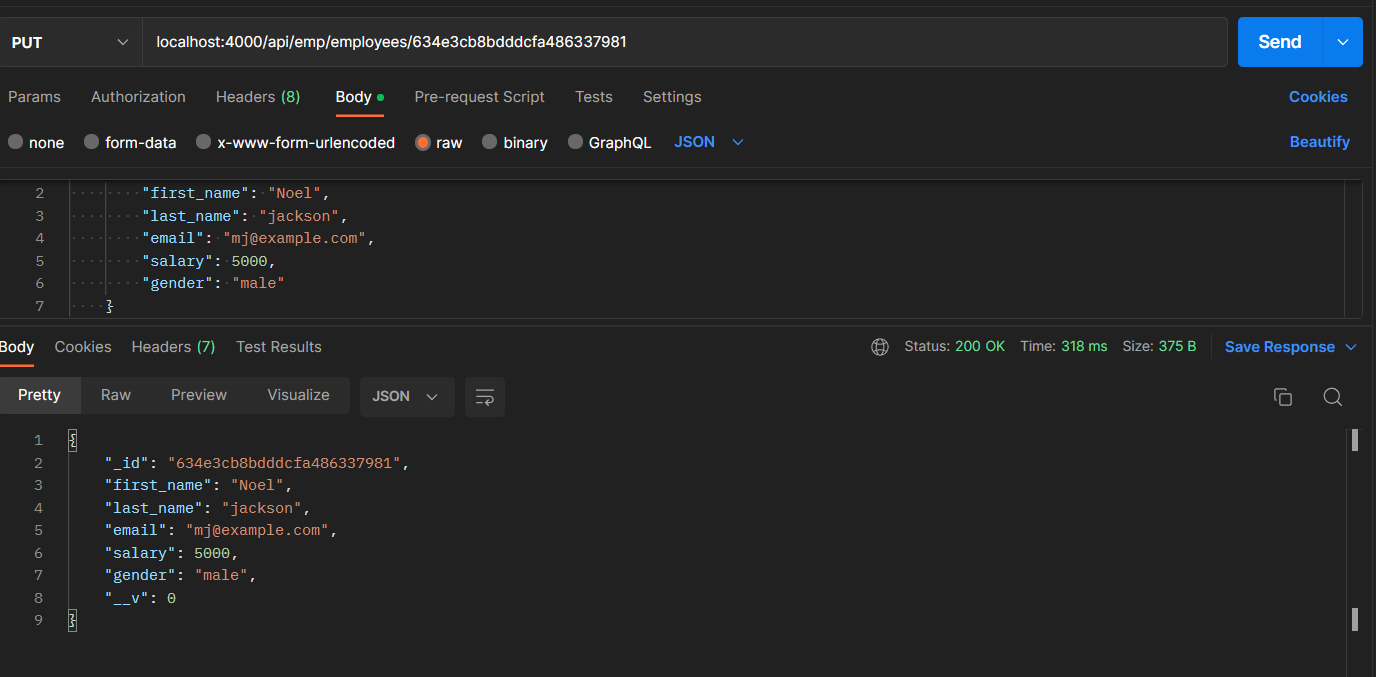 PUT localhost:4000/api/emp/employees/634e3cb8bdddcfa486337981 Send
Params Authorization Headers (8) Body Pre-request Script Tests Settings Cookies
none form-data x-www-form-urlencoded raw binary GraphQL JSON Beautify
2 "first_name": "Noel",
3 "last_name": "jackson",
4 "email": "mj@example.com",
5 "salary": 5000,
6 "gender": "male"
7 }
Body Cookies Headers (7) Test Results Status: 200 OK Time: 318 ms Size: 375 B Save Response
Pretty Raw Preview Visualize JSON
1 {
2 "_id": "634e3cb8bdddcfa486337981",
3 "first_name": "Noel",
4 "last_name": "jackson",
5 "email": "mj@example.com",
6 "salary": 5000,
7 "gender": "male",
8 "__v": 0
9 }